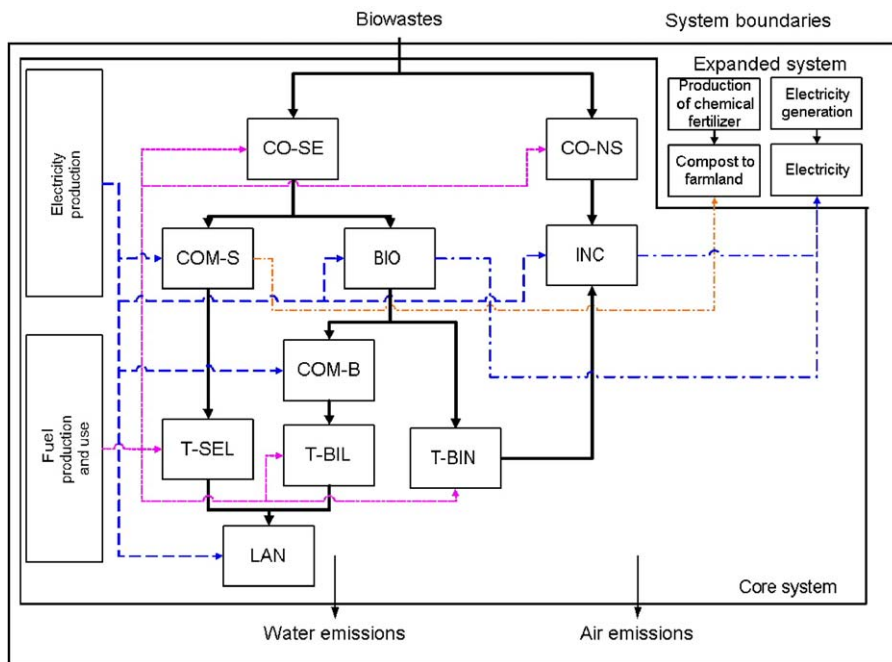 Biowastes
System boundaries
Expanded system
Production
of chemical
fertilizer
Electricity
generation
Electricity
production
CO-SE
CO-NS
Compost to
farmland
Electricity
COM-S
BIO
INC
Fuel
production
and use
COM-B
T-SEL
T-BIL
T-BIN
LAN
Core system
Water emissions
Air emissions